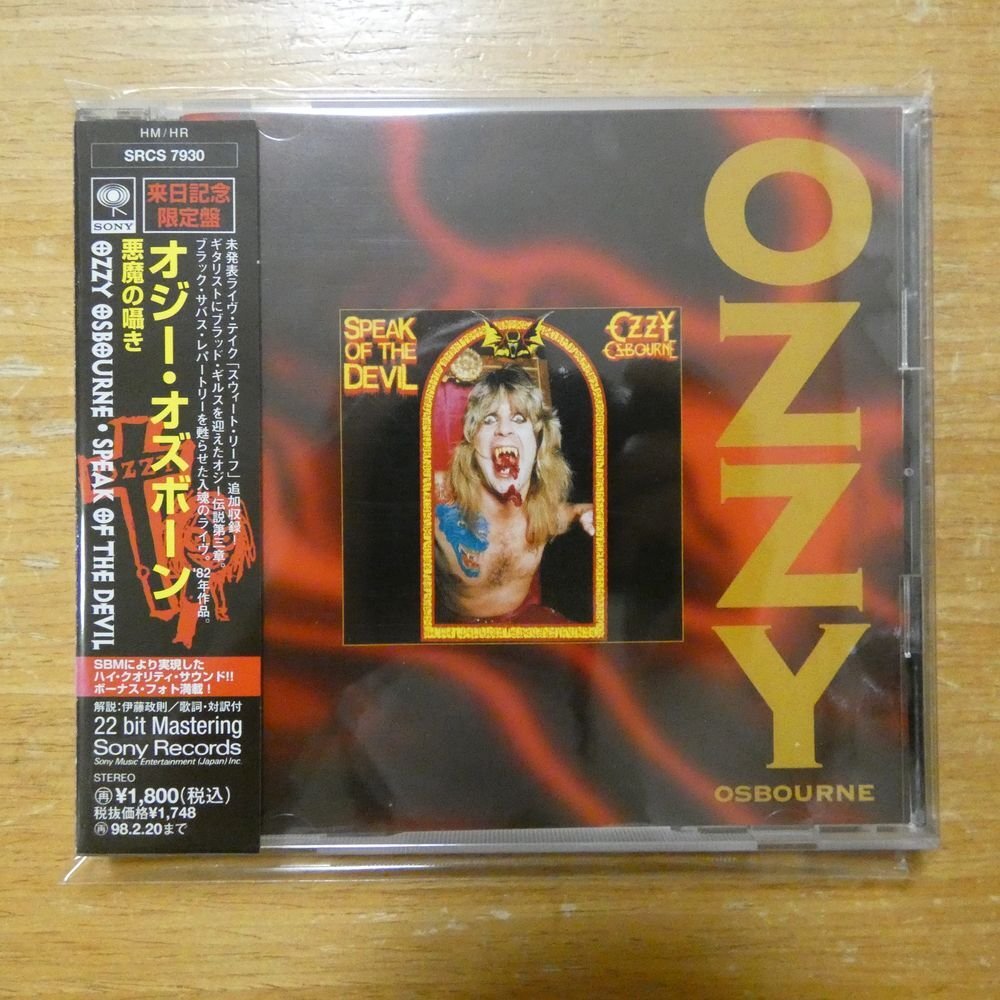 HM/HR
SRCS 7930
SONY
来日記念
限定盤
未発表ライヴ・テイク「スウィート・リーフ」追加収録!
ギタリストにブラッド・ギルスを迎えたオジー伝説第三章。
ブラック・サバス・レパートリーを甦らせた入魂のライヴ。'82年作品。
オジー・オズボーン
悪魔の囁き
OZZY OSBOURNE・SPEAK OF THE DEVIL
OZZ
SBMにより実現した
ハイ・クオリティ・サウンド!!
ボーナス・フォト満載!
解説:伊藤政則/歌詞・対訳付
22 bit Mastering
Sony Records
Sony Music Entertainment (Japan) Inc.
STEREO
再¥1,800(税込)
税抜価格¥1,748
再98.2.20まで
SPEAK
OF THE
DEVIL
OZZY
OSBOURNE
OZZY
OSBOURNE